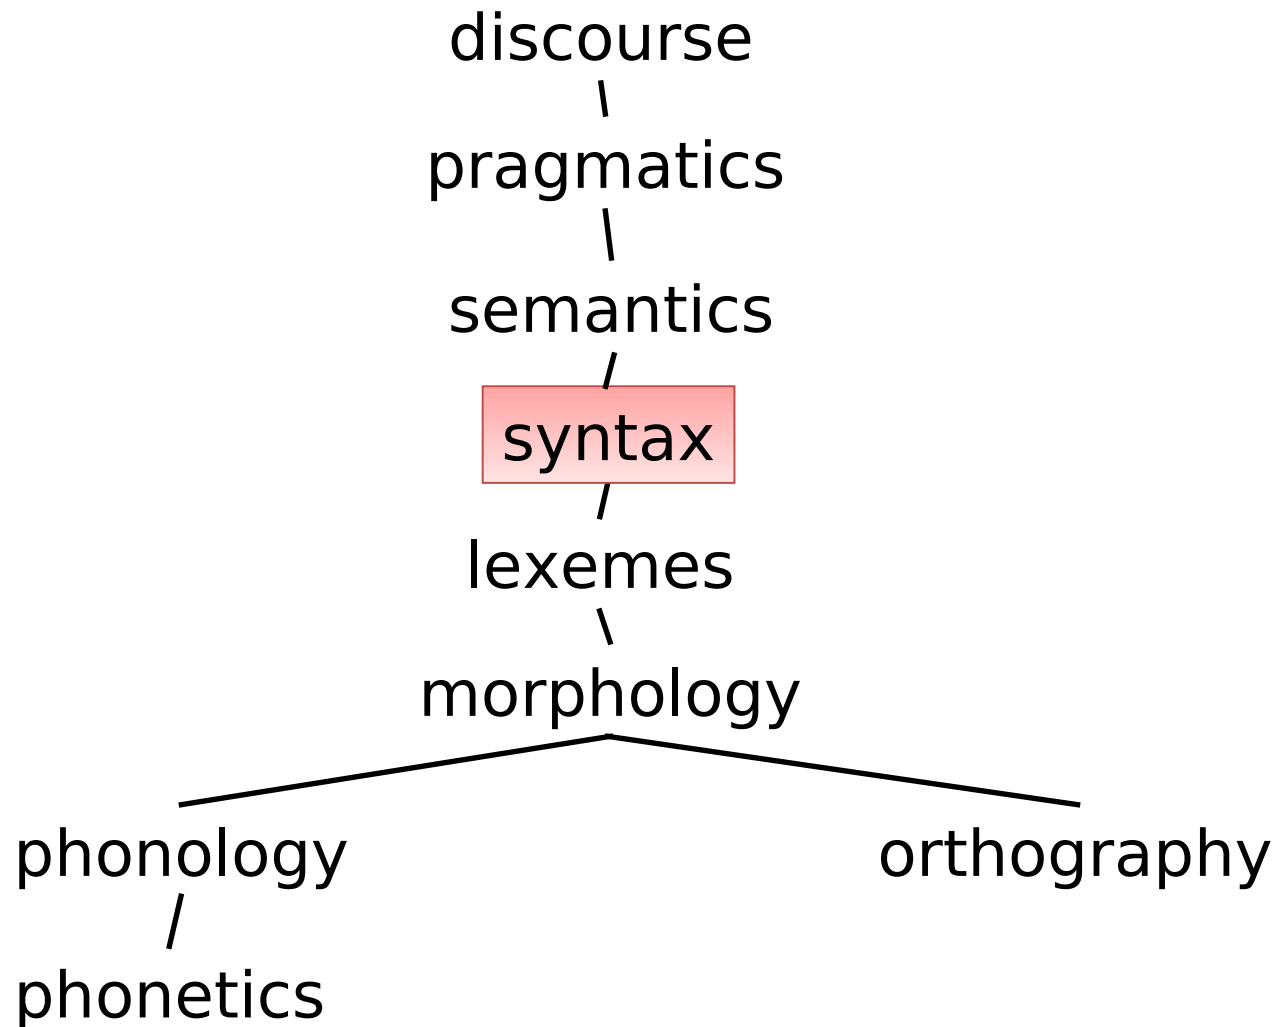 discourse
pragmatics
semantics
syntax
lexemes
morphology
phonology
orthography
phonetics